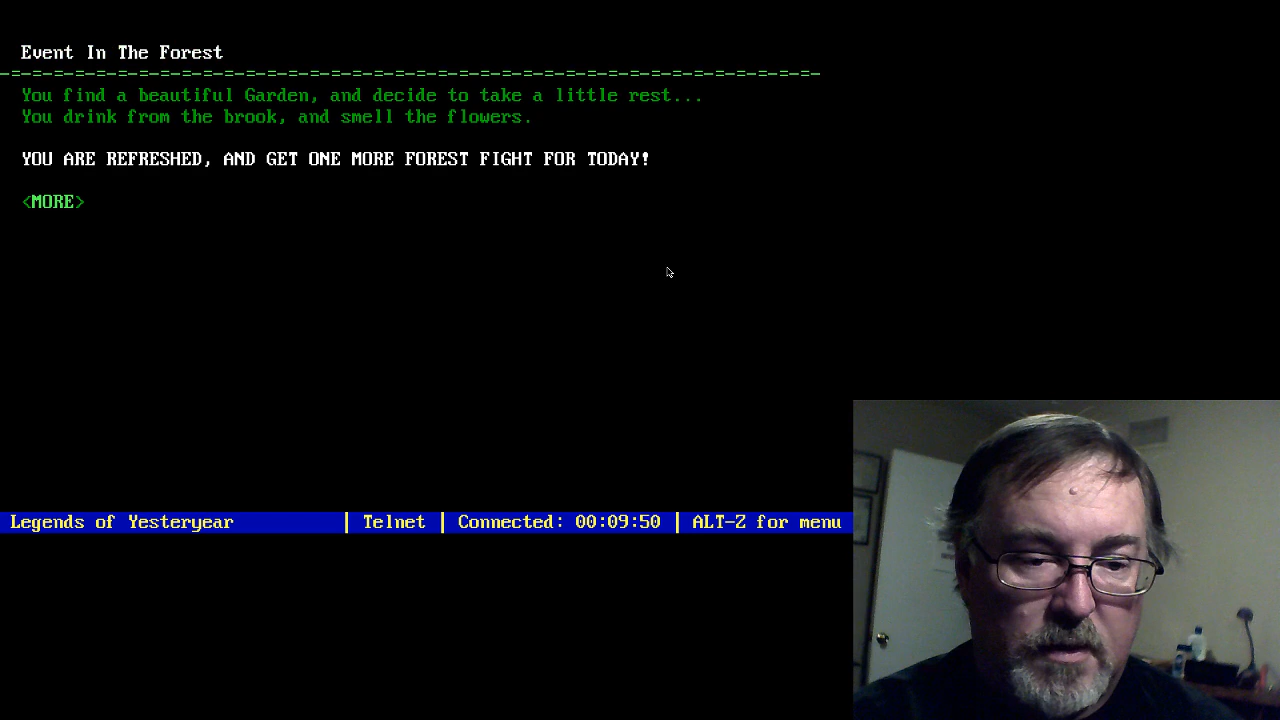 Event In The Forest
-=-=-=-=-=-=-=-=-=-=-=-=-=-=-=-=-=-=-=-=-=-=-=-=-=-=-=-=-=-=-=-=-=-=-=-=-=-=-
You find a beautiful Garden, and decide to take a little rest...
You drink from the brook, and smell the flowers.
YOU ARE REFRESHED, AND GET ONE MORE FOREST FIGHT FOR TODAY!
<MORE>
Legends of Yesteryear | Telnet | Connected: 00:09:50 | ALT-Z for menu